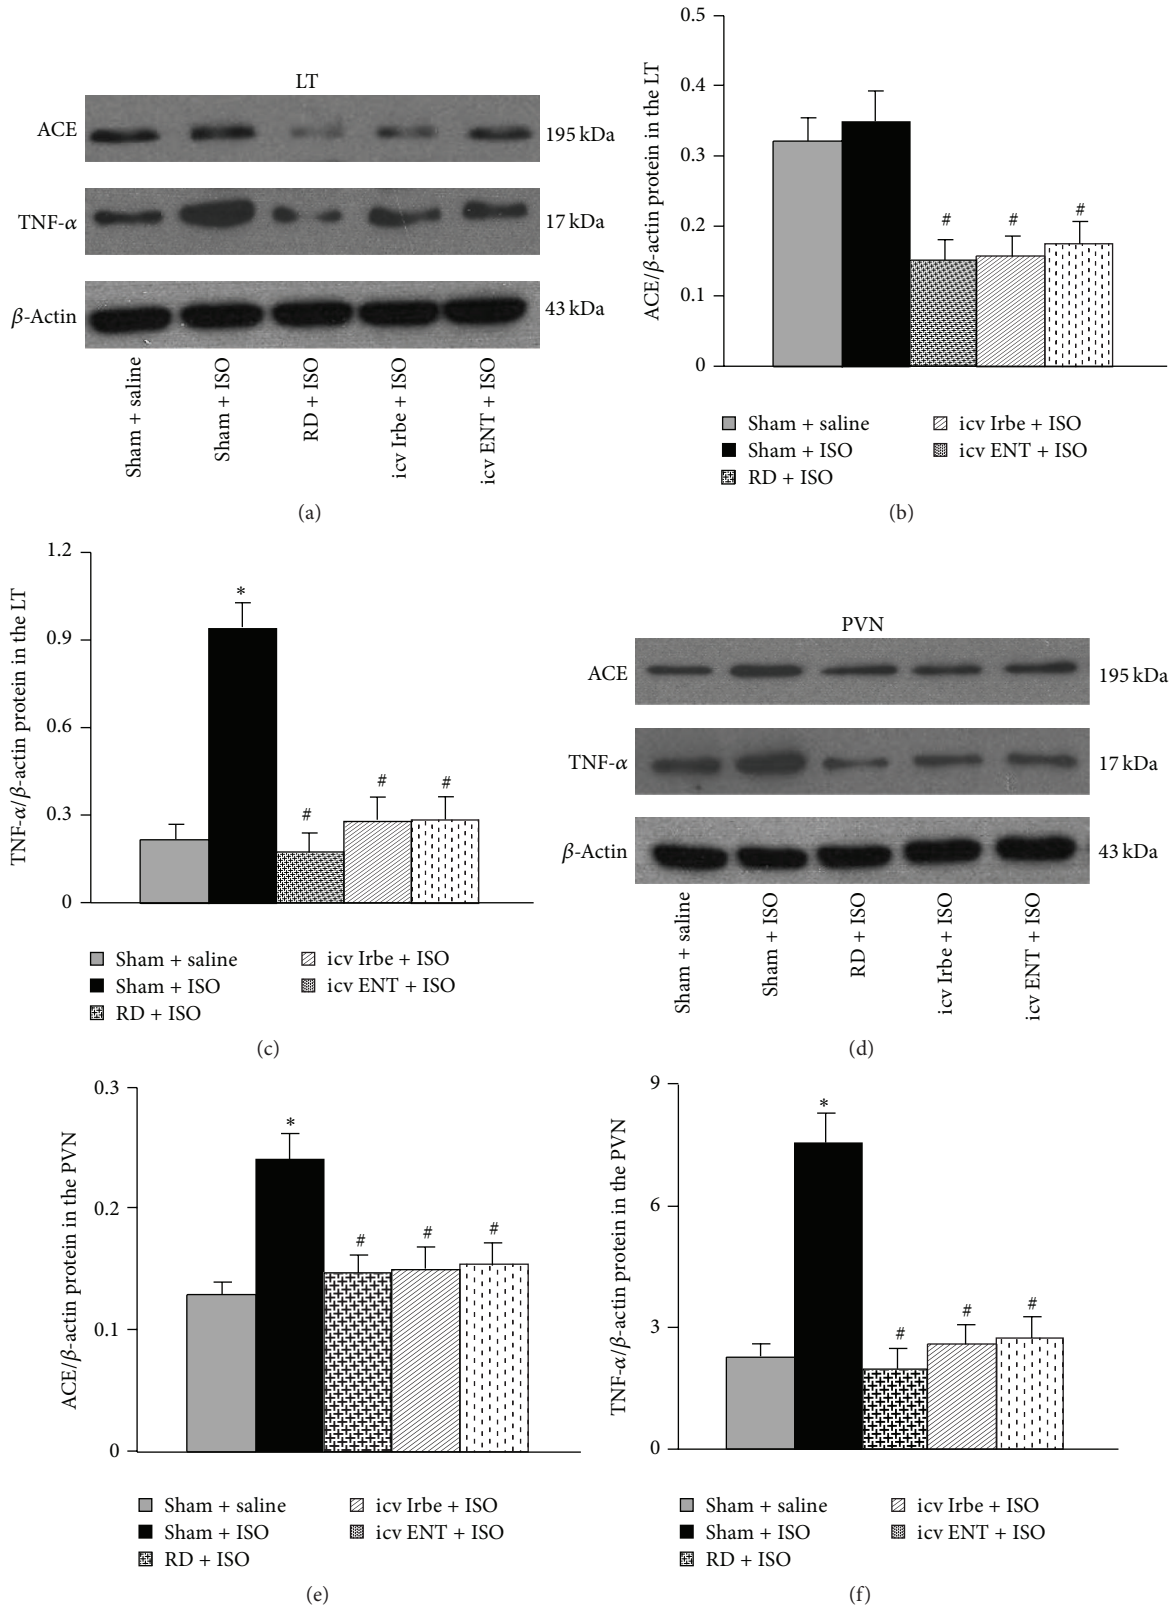 LT
ACE
195 kDa
TNF-α
17 kDa
β-Actin
43 kDa
Sham + saline
Sham + ISO
RD + ISO
icv Irbe + ISO
icv ENT + ISO
(a)
ACE/β-actin protein in the LT
0.5
0.4
0.3
0.2
0.1
0
# # #
Sham + saline
Sham + ISO
RD + ISO
icv Irbe + ISO
icv ENT + ISO
(b)
TNF-α/β-actin protein in the LT
1.2
0.9
0.6
0.3
0
* # # #
Sham + saline
Sham + ISO
RD + ISO
icv Irbe + ISO
icv ENT + ISO
(c)
PVN
ACE
195 kDa
TNF-α
17 kDa
β-Actin
43 kDa
Sham + saline
Sham + ISO
RD + ISO
icv Irbe + ISO
icv ENT + ISO
(d)
ACE/β-actin protein in the PVN
0.3
0.2
0.1
0
* # # #
Sham + saline
Sham + ISO
RD + ISO
icv Irbe + ISO
icv ENT + ISO
(e)
TNF-α/β-actin protein in the PVN
9
6
3
0
* # # #
Sham + saline
Sham + ISO
RD + ISO
icv Irbe + ISO
icv ENT + ISO
(f)